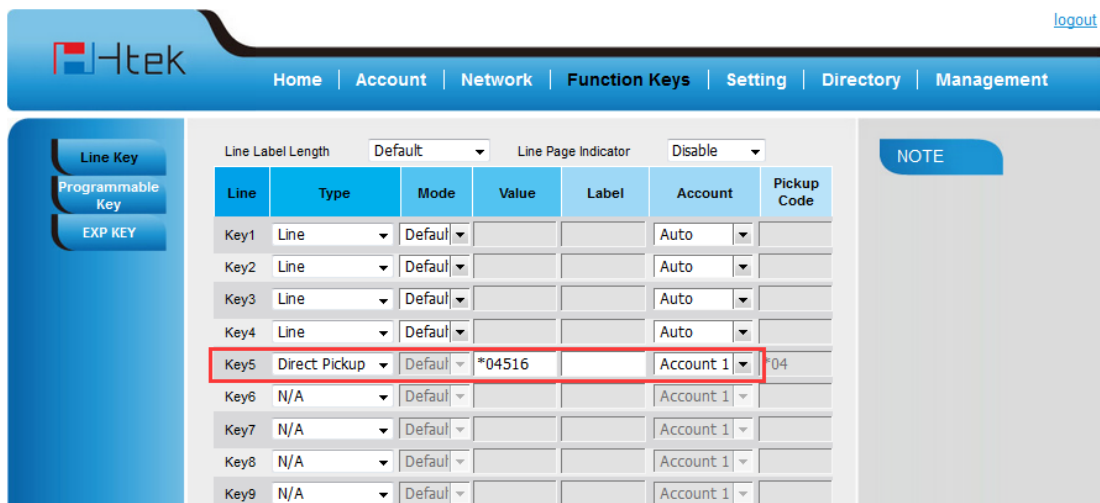 logout
Htek
Home Account Network Function Keys Setting Directory Management
Line Key
Programmable Key
EXP KEY
Line Label Length Default Line Page Indicator Disable
NOTE
Line Type Mode Value Label Account Pickup Code
Key1 Line Defaul Auto
Key2 Line Defaul Auto
Key3 Line Defaul Auto
Key4 Line Defaul Auto
Key5 Direct Pickup Defaul *04516 Account 1 *04
Key6 N/A Defaul Account 1
Key7 N/A Defaul Account 1
Key8 N/A Defaul Account 1
Key9 N/A Defaul Account 1